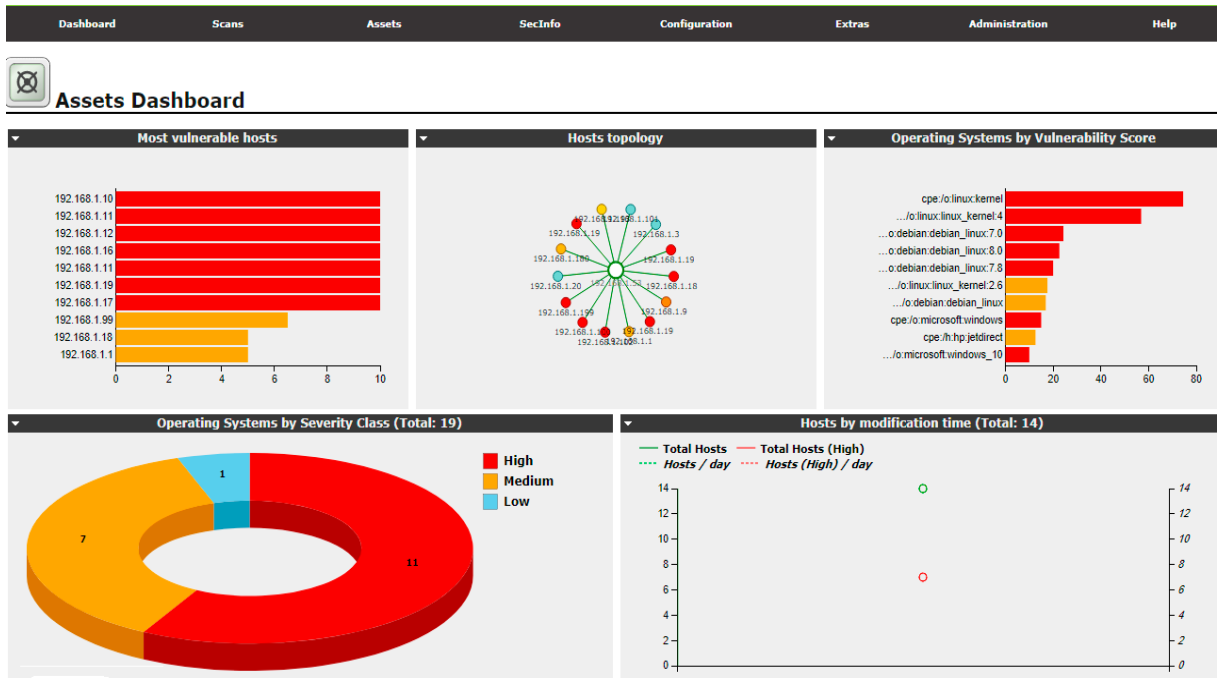 Dashboard Scans Assets SecInfo Configuration Extras Administration Help
Assets Dashboard
Most vulnerable hosts
192.168.1.10
192.168.1.11
192.168.1.12
192.168.1.16
192.168.1.11
192.168.1.19
192.168.1.17
192.168.1.99
192.168.1.18
192.168.1.1
0 2 4 6 8 10
Hosts topology
192.168.1.19
192.168.1.3
192.168.1.180
192.168.1.19
192.168.1.20
192.168.1.52
192.168.1.18
192.168.1.199
192.168.1.9
192.168.1.19
192.168.1.1
Operating Systems by Vulnerability Score
cpe:/o:linux:kernel
.../o:linux:linux_kernel:4
...o:debian:debian_linux:7.0
...o:debian:debian_linux:8.0
...o:debian:debian_linux:7.8
.../o:linux:linux_kernel:2.6
.../o:debian:debian_linux
cpe:/o:microsoft:windows
cpe:/h:hp:jetdirect
.../o:microsoft:windows_10
0 20 40 60 80
Operating Systems by Severity Class (Total: 19)
1
7
11
High
Medium
Low
Hosts by modification time (Total: 14)
Total Hosts Total Hosts (High)
Hosts / day Hosts (High) / day
14 14
12 12
10 10
8 8
6 6
4 4
2 2
0 0